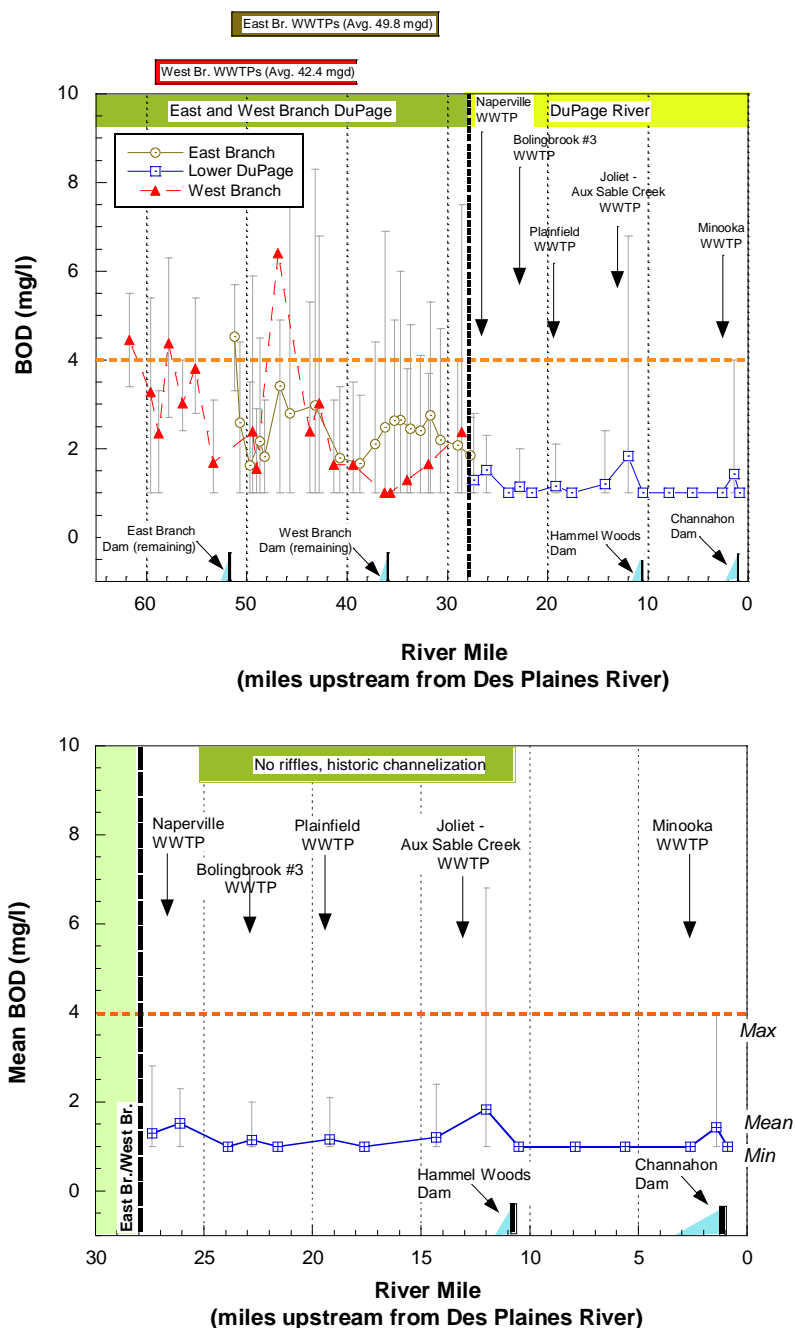 East Br. WWTPs (Avg. 49.8 mgd)
West Br. WWTPs (Avg. 42.4 mgd)
East and West Branch DuPage
DuPage River
Naperville
WWTP
Bolingbrook #3
WWTP
Joliet -
Aux Sable Creek
WWTP
Plainfield
WWTP
Minooka
WWTP
East Branch
Lower DuPage
West Branch
BOD (mg/l)
10
8
6
4
2
0
East Branch
Dam (remaining)
West Branch
Dam (remaining)
Hammel Woods
Dam
Channahon
Dam
60
50
40
30
20
10
0
River Mile
(miles upstream from Des Plaines River)
No riffles, historic channelization
Naperville
WWTP
Bolingbrook #3
WWTP
Plainfield
WWTP
Joliet -
Aux Sable Creek
WWTP
Minooka
WWTP
Mean BOD (mg/l)
10
8
6
4
2
0
Max
Mean
Min
East Br./West Br.
Hammel Woods
Dam
Channahon
Dam
30
25
20
15
10
5
0
River Mile
(miles upstream from Des Plaines River)